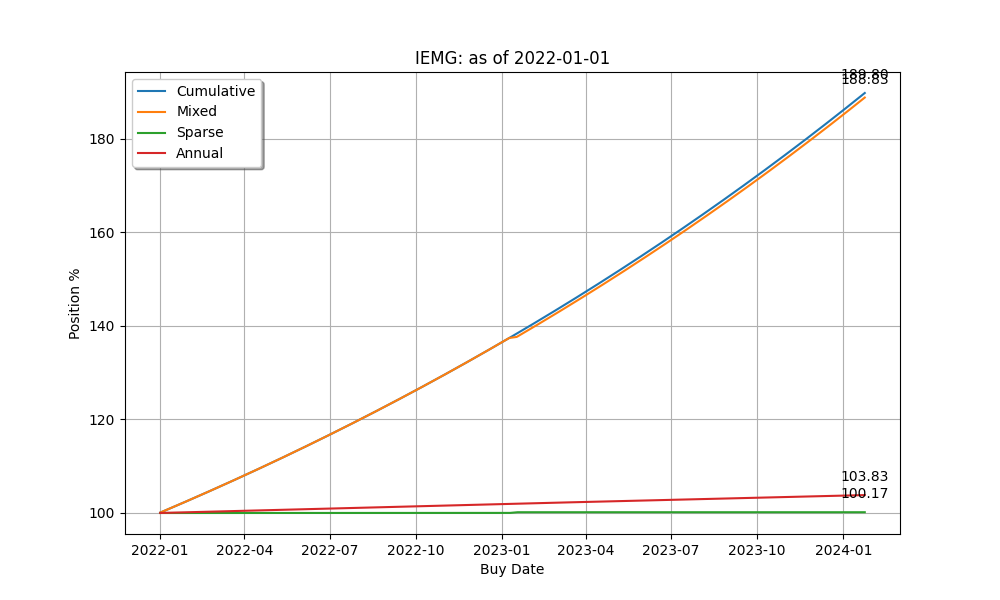 IEMG: as of 2022-01-01
189.80
188.83
Cumulative
Mixed
Sparse
Annual
180
160
140
120
100
103.83
100.17
Position %
2022-01 2022-04 2022-07 2022-10 2023-01 2023-04 2023-07 2023-10 2024-01
Buy Date